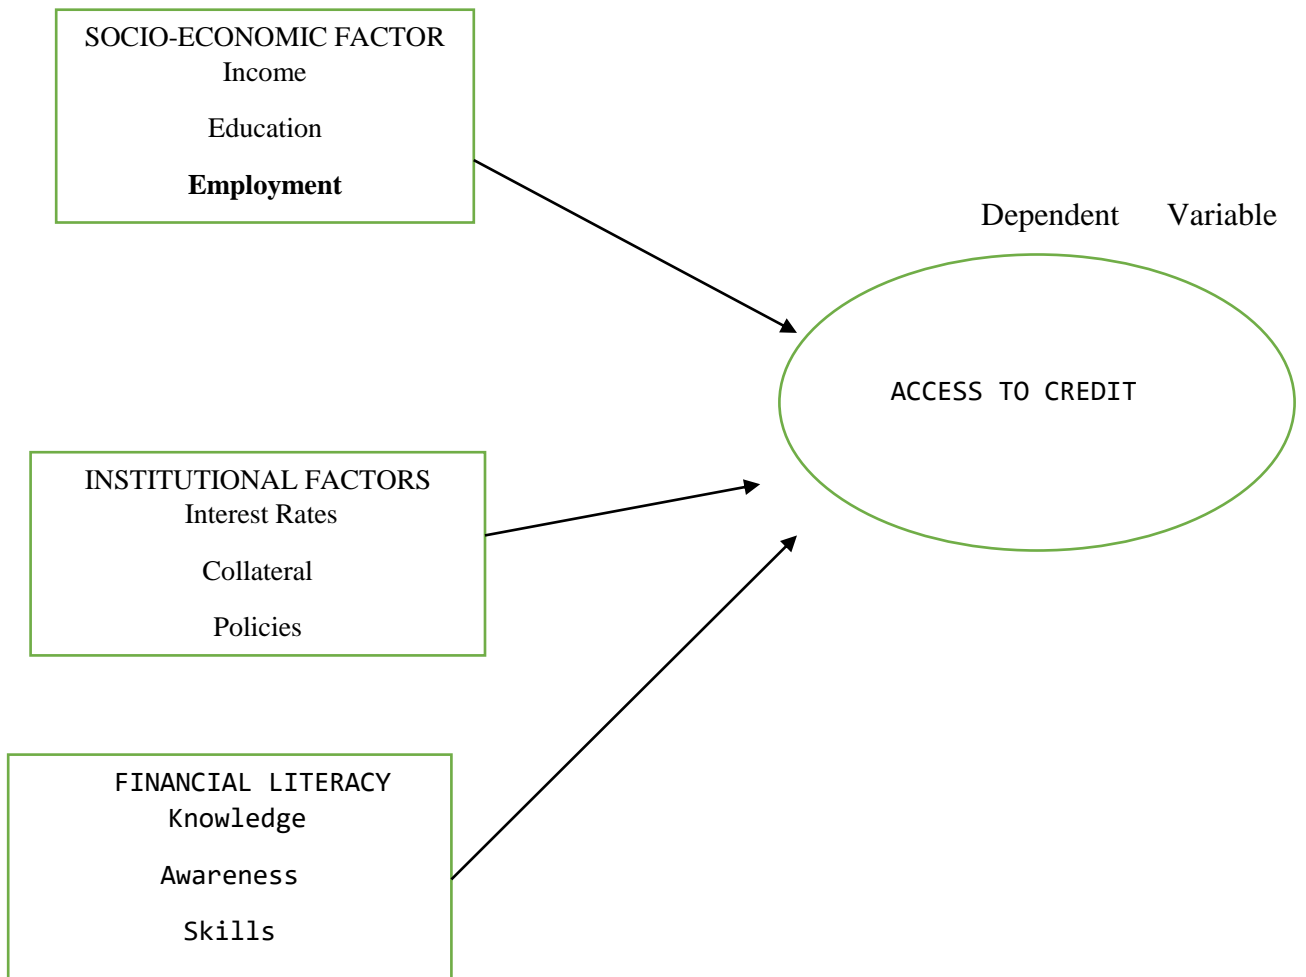 SOCIO-ECONOMIC FACTOR
Income
Education
Employment
Dependent Variable
ACCESS TO CREDIT
INSTITUTIONAL FACTORS
Interest Rates
Collateral
Policies
FINANCIAL LITERACY
Knowledge
Awareness
Skills